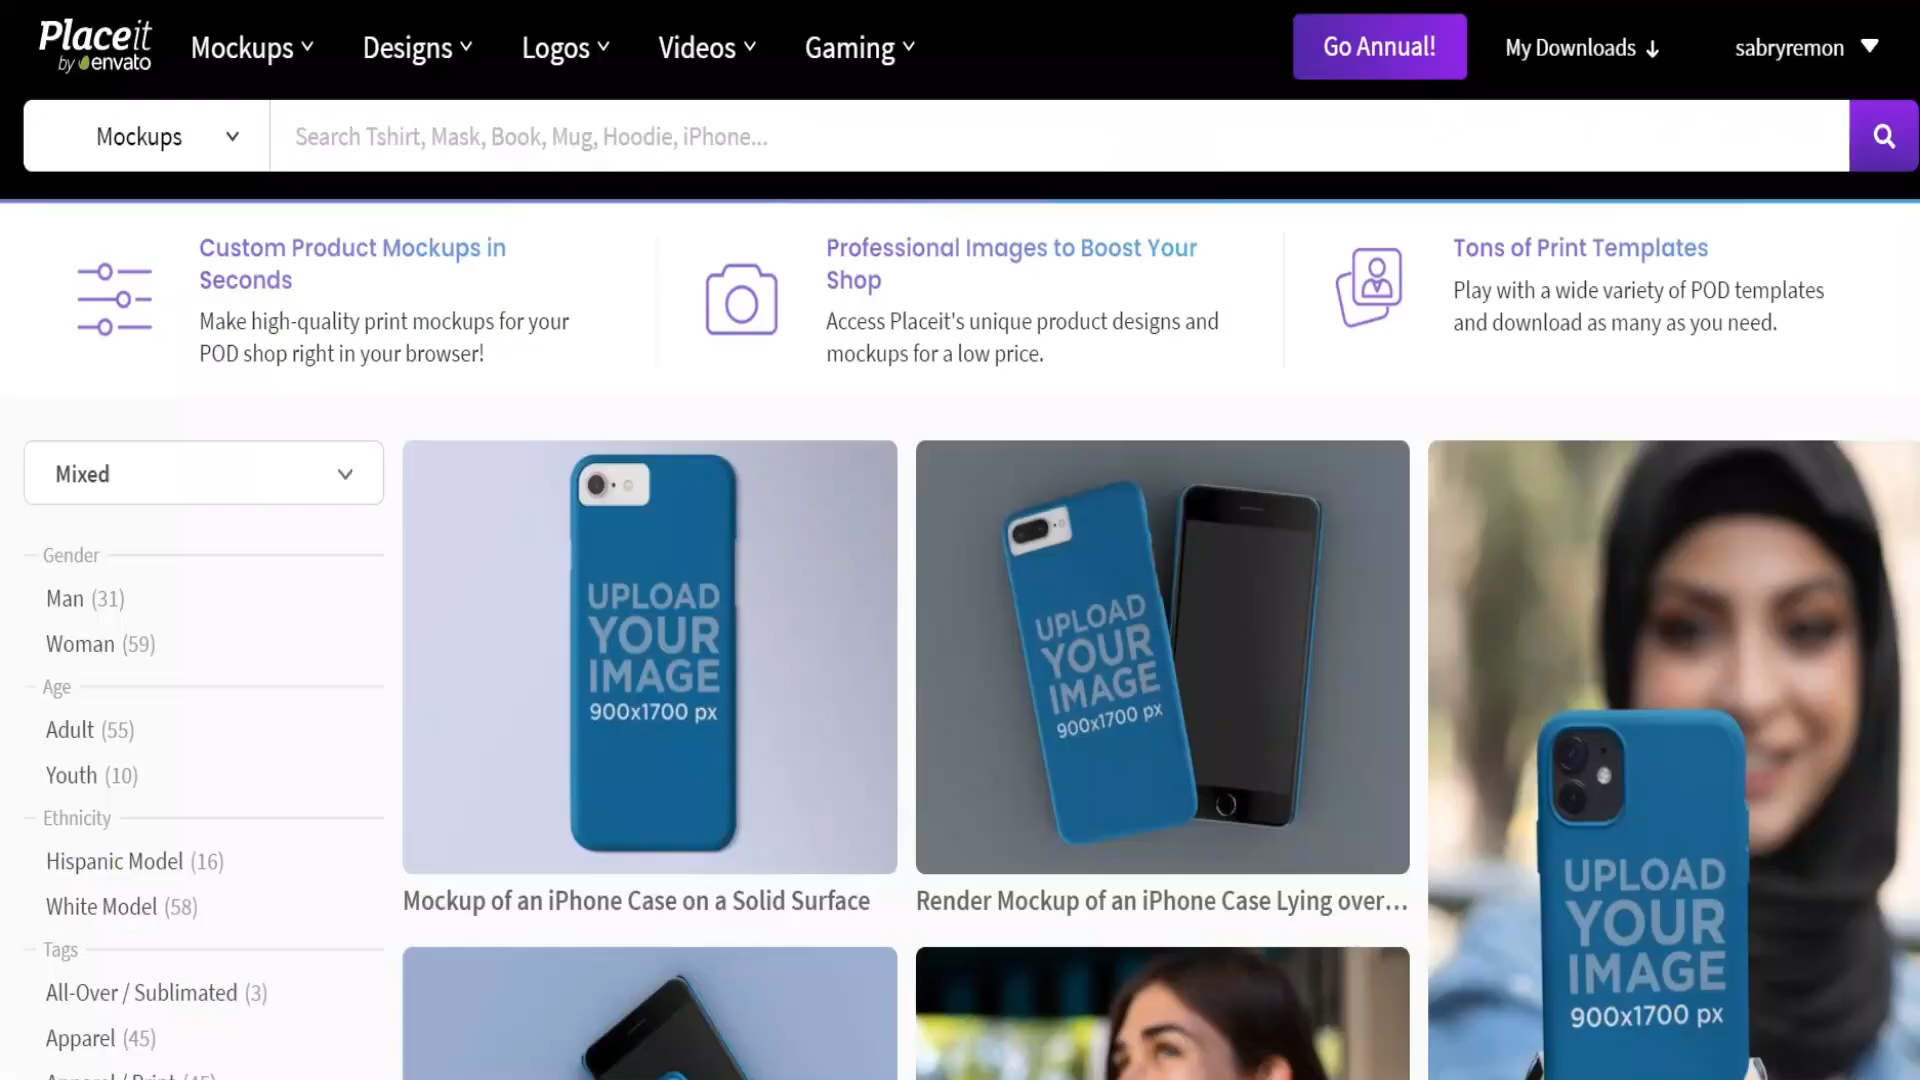 Placeit
by envato
Mockups
Designs
Logos
Videos
Gaming
Go Annual!
My Downloads
sabryremon
Mockups
Search Tshirt, Mask, Book, Mug, Hoodie, iPhone...
Custom Product Mockups in
Seconds
Make high-quality print mockups for your
POD shop right in your browser!
Professional Images to Boost Your
Shop
Access Placeit's unique product designs and
mockups for a low price.
Tons of Print Templates
Play with a wide variety of POD templates
and download as many as you need.
Mixed
Gender
Man (31)
Woman (59)
Age
Adult (55)
Youth (10)
Ethnicity
Hispanic Model (16)
White Model (58)
Tags
All-Over / Sublimated (3)
Apparel (45)
Apparel / Print (45)
UPLOAD
YOUR
IMAGE
900x1700 px
Mockup of an iPhone Case on a Solid Surface
UPLOAD
YOUR
IMAGE
900x1700 px
Render Mockup of an iPhone Case Lying over...
UPLOAD
YOUR
IMAGE
900x1700 px